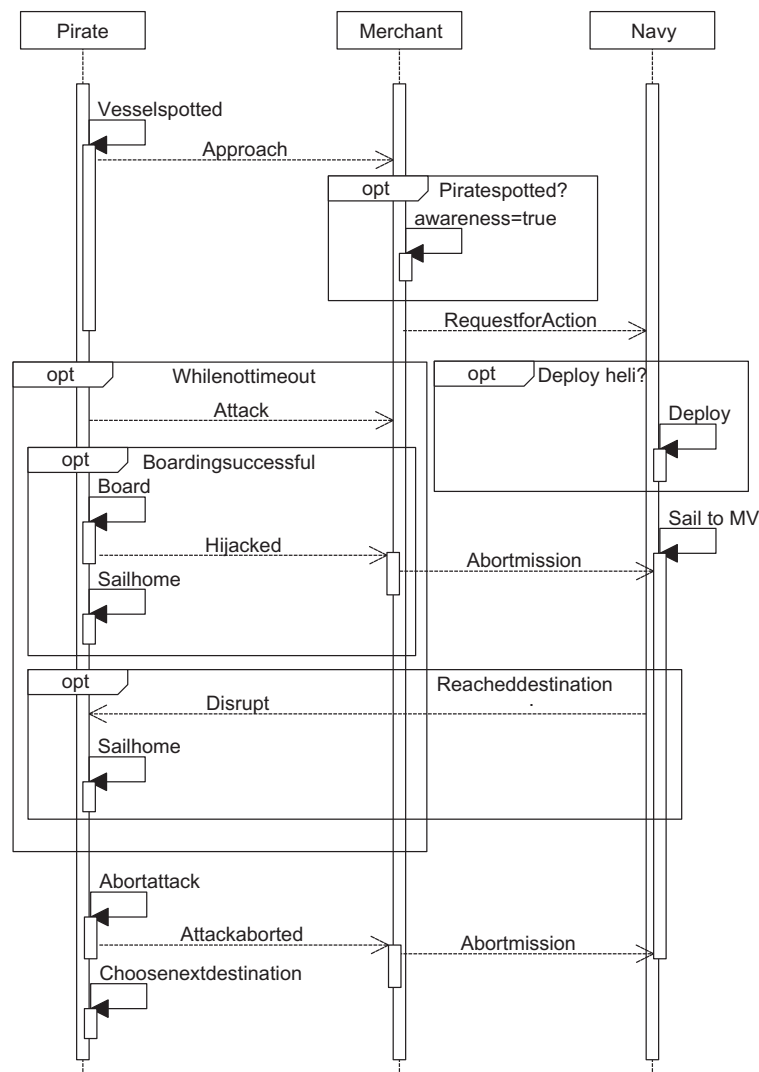 Pirate
Merchant
Navy
Vesselspotted
Approach
opt
Piratespotted?
awareness=true
RequestforAction
opt
Whilenottimeout
opt
Deploy heli?
Attack
Deploy
opt
Boardingsuccessful
Board
Sail to MV
Hijacked
Abortmission
Sailhome
opt
Reacheddestination
Disrupt
Sailhome
Abortattack
Attackaborted
Abortmission
Choosenextdestination